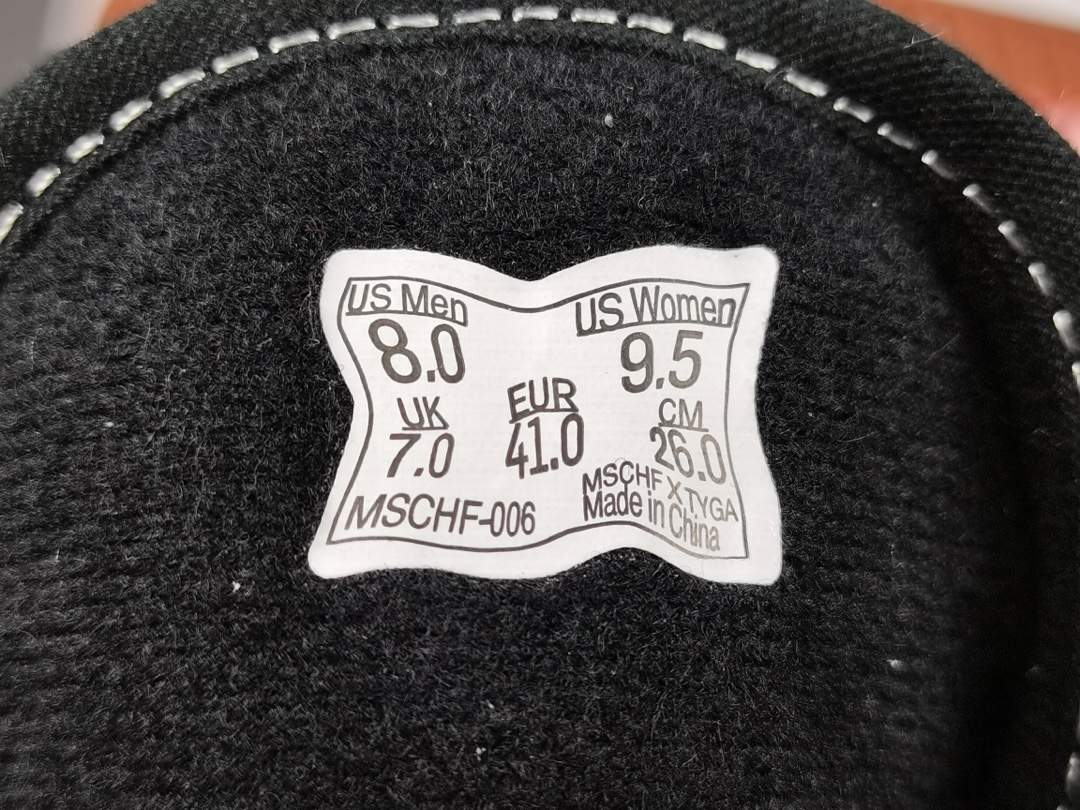 US Men
8.0
US Women
9.5
UK
7.0
EUR
41.0
CM
26.0
MSCHF-006
MSCHF X TYGA
Made in China